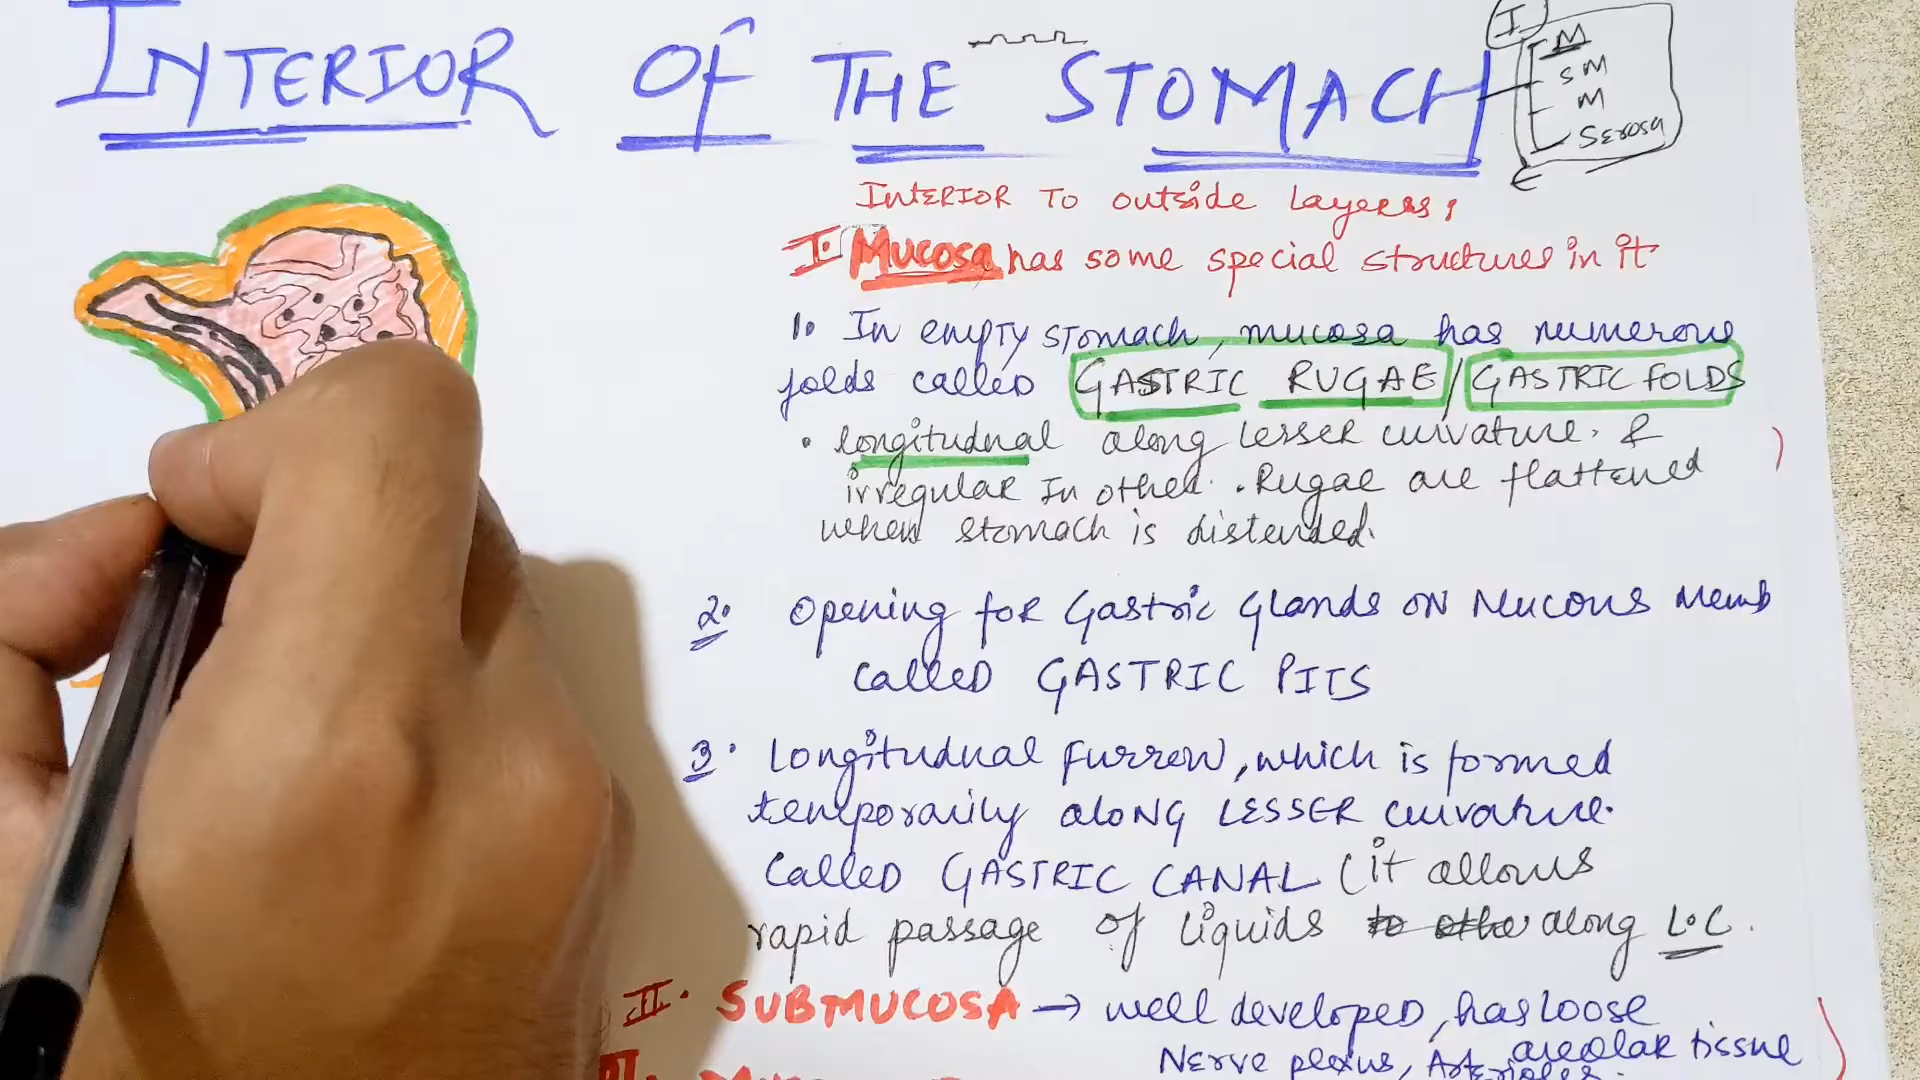 INTERIOR OF THE STOMACH
I
M
SM
M
SEROSA
INTERIOR TO outside Layerss,
I. Mucosa has some special structures in it
1. In empty stomach, mucosa has numerous
folds called GASTRIC RUGAE / GASTRIC FOLDS
• longitudnal along lesser curvature. &
irregular In other. . Rugae are flattened
when stomach is distended.
2. Opening for Gastric Glands ON Mucous Memb
called GASTRIC PITS
3. Longitudnal Furrow, which is formed
temporarily along LESSER curvature.
Called GASTRIC CANAL (it allows
rapid passage of liquids along L.C.
II. SUBMUCOSA → well developed, has loose
areolar tissue
Nerve plexus, Arterioles.
III.